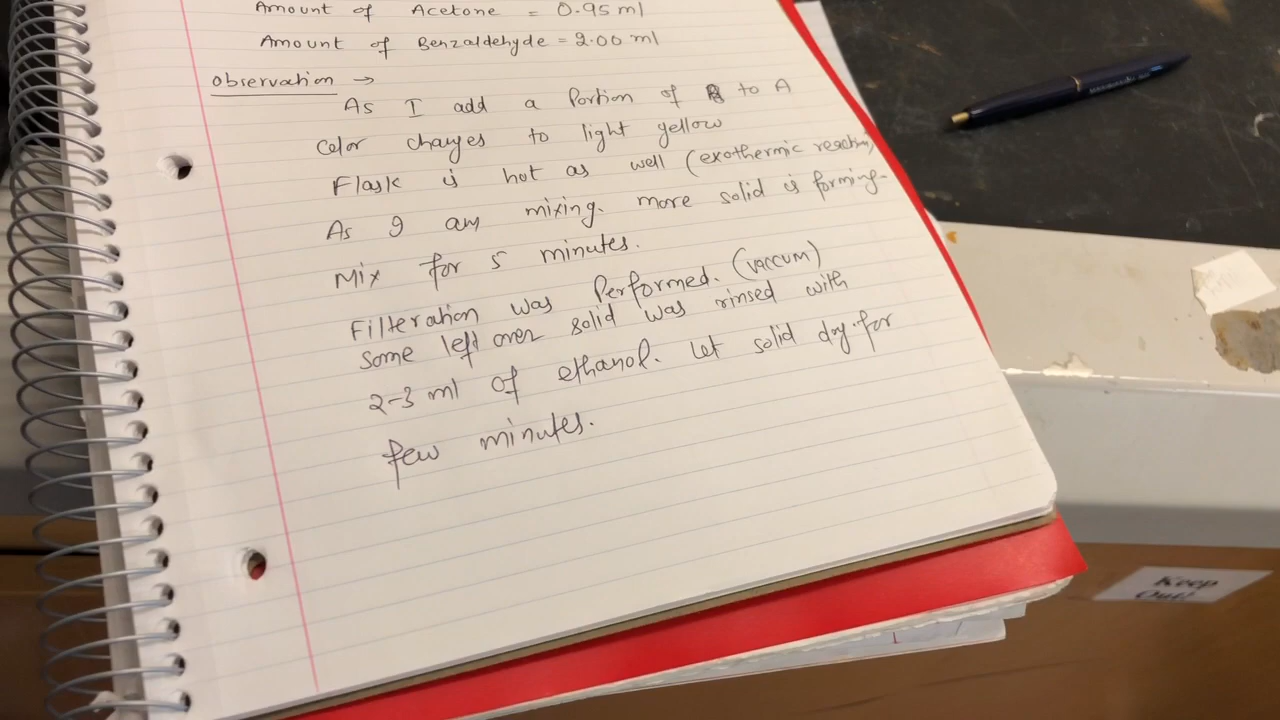 Amount of Acetone = 0.95 ml
Amount of Benzaldehyde = 2.00 ml
Observation →
As I add a Portion of B to A
Color changes to light yellow
Flask is hot as well (exothermic reaction)
As I am mixing. more solid is forming.
Mix for 5 minutes.
Filteration was Performed. (vaccum)
some left over solid was rinsed with
2-3 ml of ethanol. Let solid dry for
few minutes.
Keep
Out!